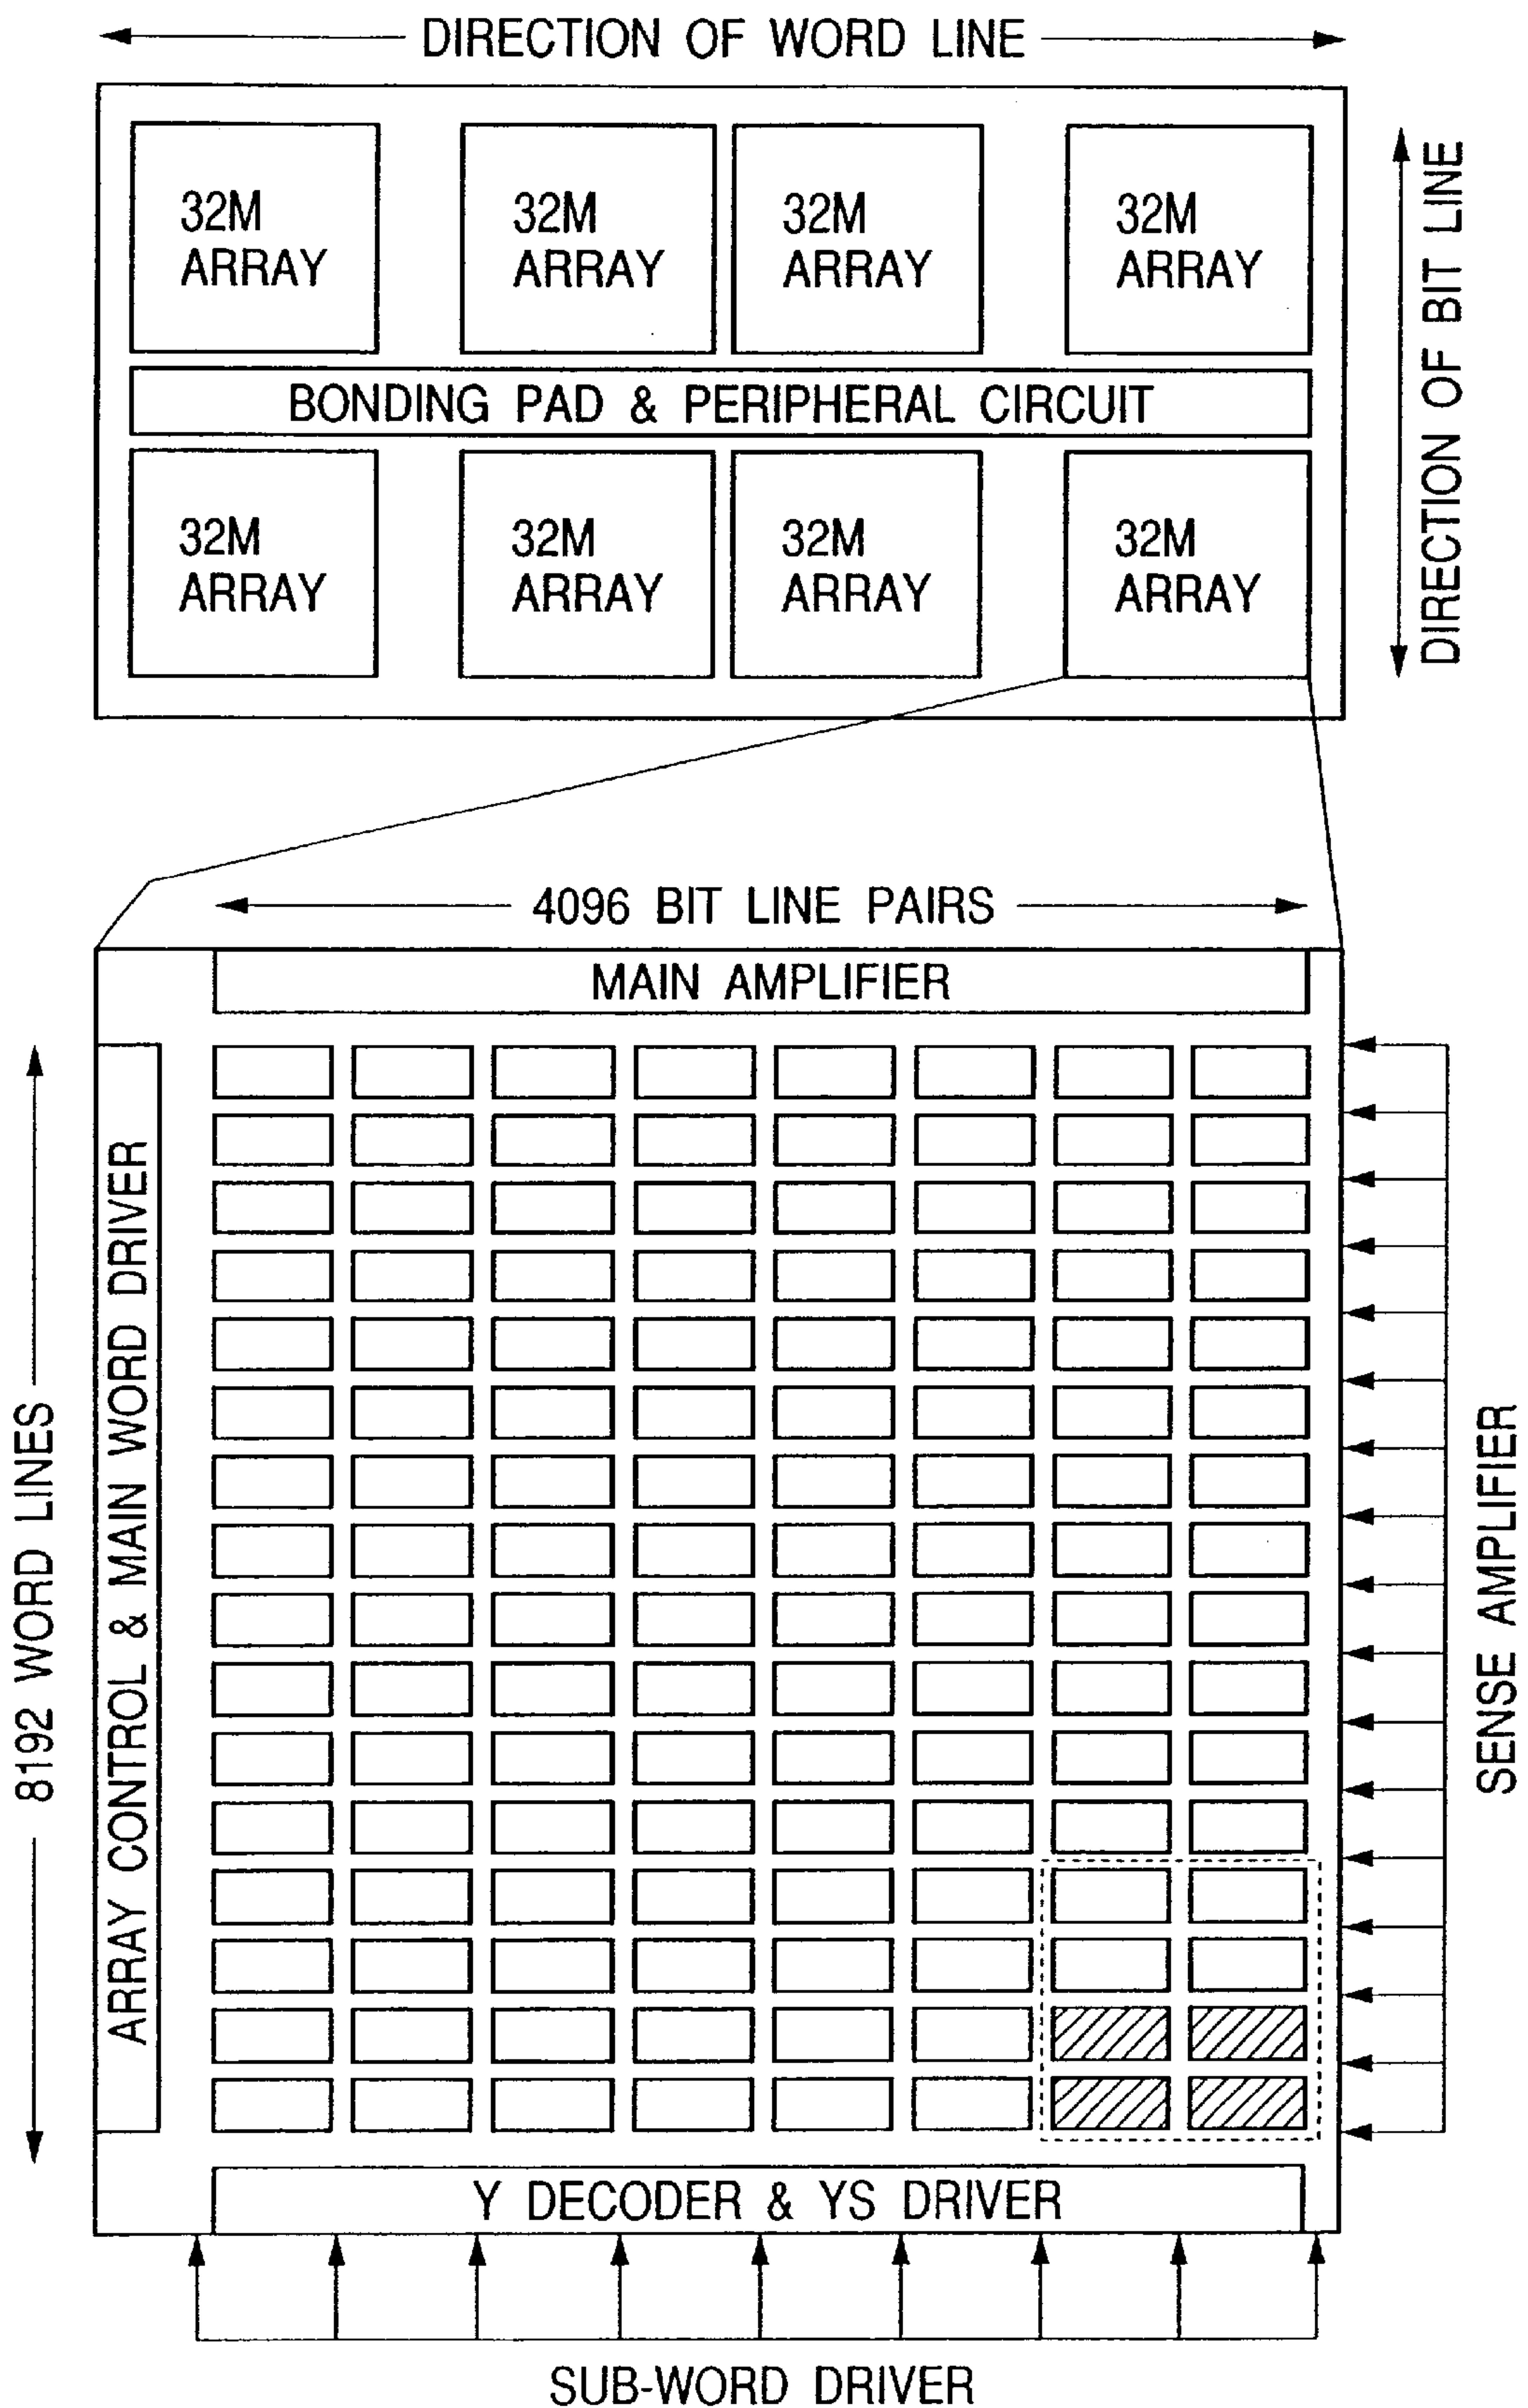 DIRECTION OF WORD LINE
32M
ARRAY
32M
ARRAY
32M
ARRAY
32M
ARRAY
DIRECTION OF BIT LINE
BONDING PAD & PERIPHERAL CIRCUIT
32M
ARRAY
32M
ARRAY
32M
ARRAY
32M
ARRAY
4096 BIT LINE PAIRS
MAIN AMPLIFIER
8192 WORD LINES
ARRAY CONTROL & MAIN WORD DRIVER
SENSE AMPLIFIER
Y DECODER & YS DRIVER
SUB-WORD DRIVER